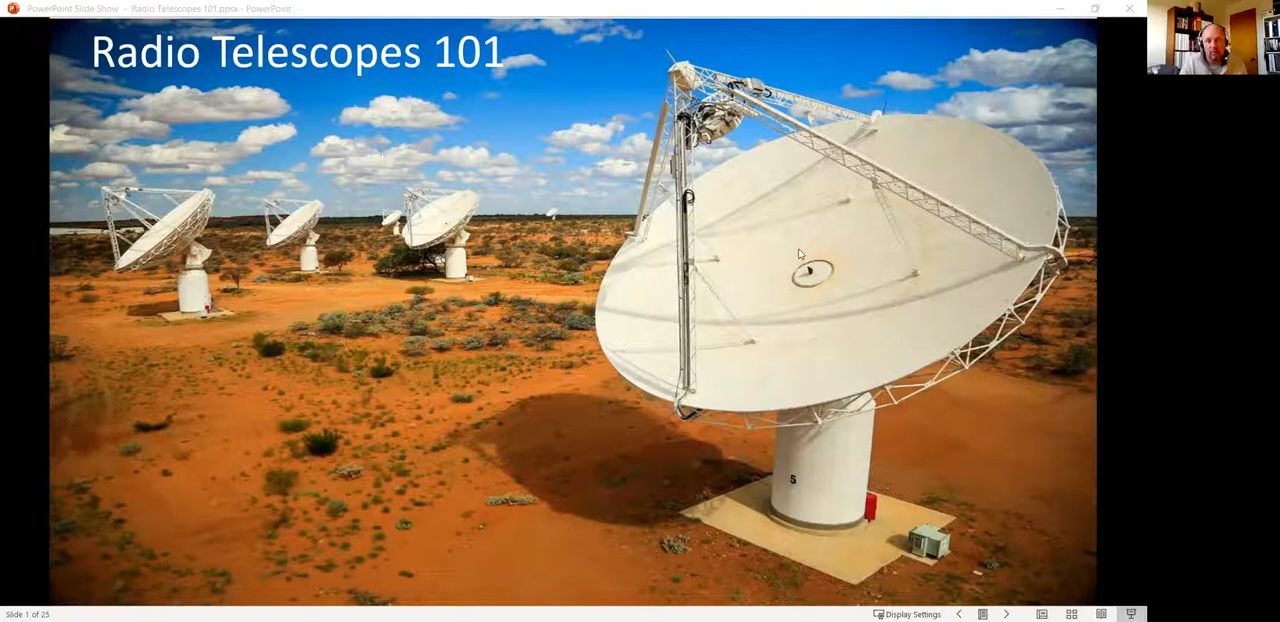 PowerPoint Slide Show - Radio Telescopes 101.ppsx - PowerPoint
Radio Telescopes 101
5
Slide 1 of 25
Display Settings